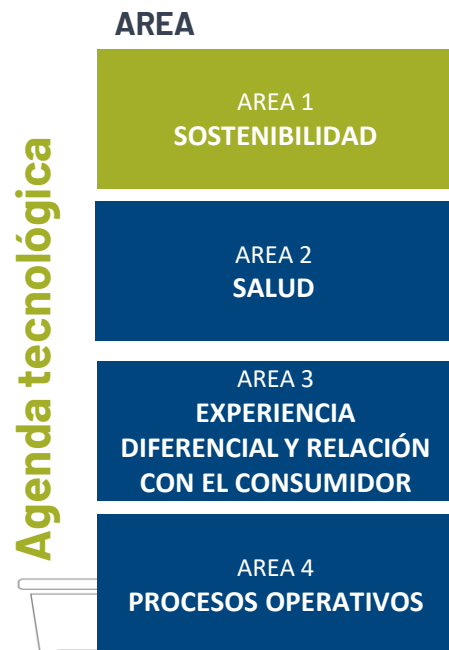 AREA
Agenda tecnológica
AREA 1
SOSTENIBILIDAD
AREA 2
SALUD
AREA 3
EXPERIENCIA
DIFERENCIAL Y RELACIÓN
CON EL CONSUMIDOR
AREA 4
PROCESOS OPERATIVOS